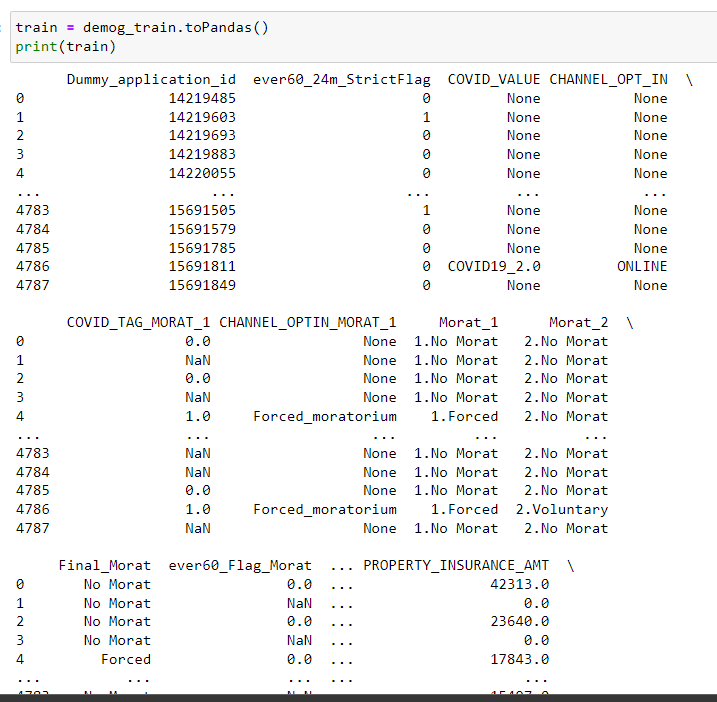 train = demog_train.toPandas()
print(train)
Dummy_application_id ever60_24m_StrictFlag COVID_VALUE CHANNEL_OPT_IN \
0 14219485 0 None None
1 14219603 1 None None
2 14219693 0 None None
3 14219883 0 None None
4 14220055 0 None None
... ... ... ... ...
4783 15691505 1 None None
4784 15691579 0 None None
4785 15691785 0 None None
4786 15691811 0 COVID19_2.0 ONLINE
4787 15691849 0 None None
COVID_TAG_MORAT_1 CHANNEL_OPTIN_MORAT_1 Morat_1 Morat_2 \
0 0.0 None 1.No Morat 2.No Morat
1 NaN None 1.No Morat 2.No Morat
2 0.0 None 1.No Morat 2.No Morat
3 NaN None 1.No Morat 2.No Morat
4 1.0 Forced_moratorium 1.Forced 2.No Morat
... ... ... ... ...
4783 NaN None 1.No Morat 2.No Morat
4784 NaN None 1.No Morat 2.No Morat
4785 0.0 None 1.No Morat 2.No Morat
4786 1.0 Forced_moratorium 1.Forced 2.Voluntary
4787 NaN None 1.No Morat 2.No Morat
Final_Morat ever60_Flag_Morat ... PROPERTY_INSURANCE_AMT \
0 No Morat 0.0 ... 42313.0
1 No Morat NaN ... 0.0
2 No Morat 0.0 ... 23640.0
3 No Morat NaN ... 0.0
4 Forced 0.0 ... 17843.0
... ... ... ... ...